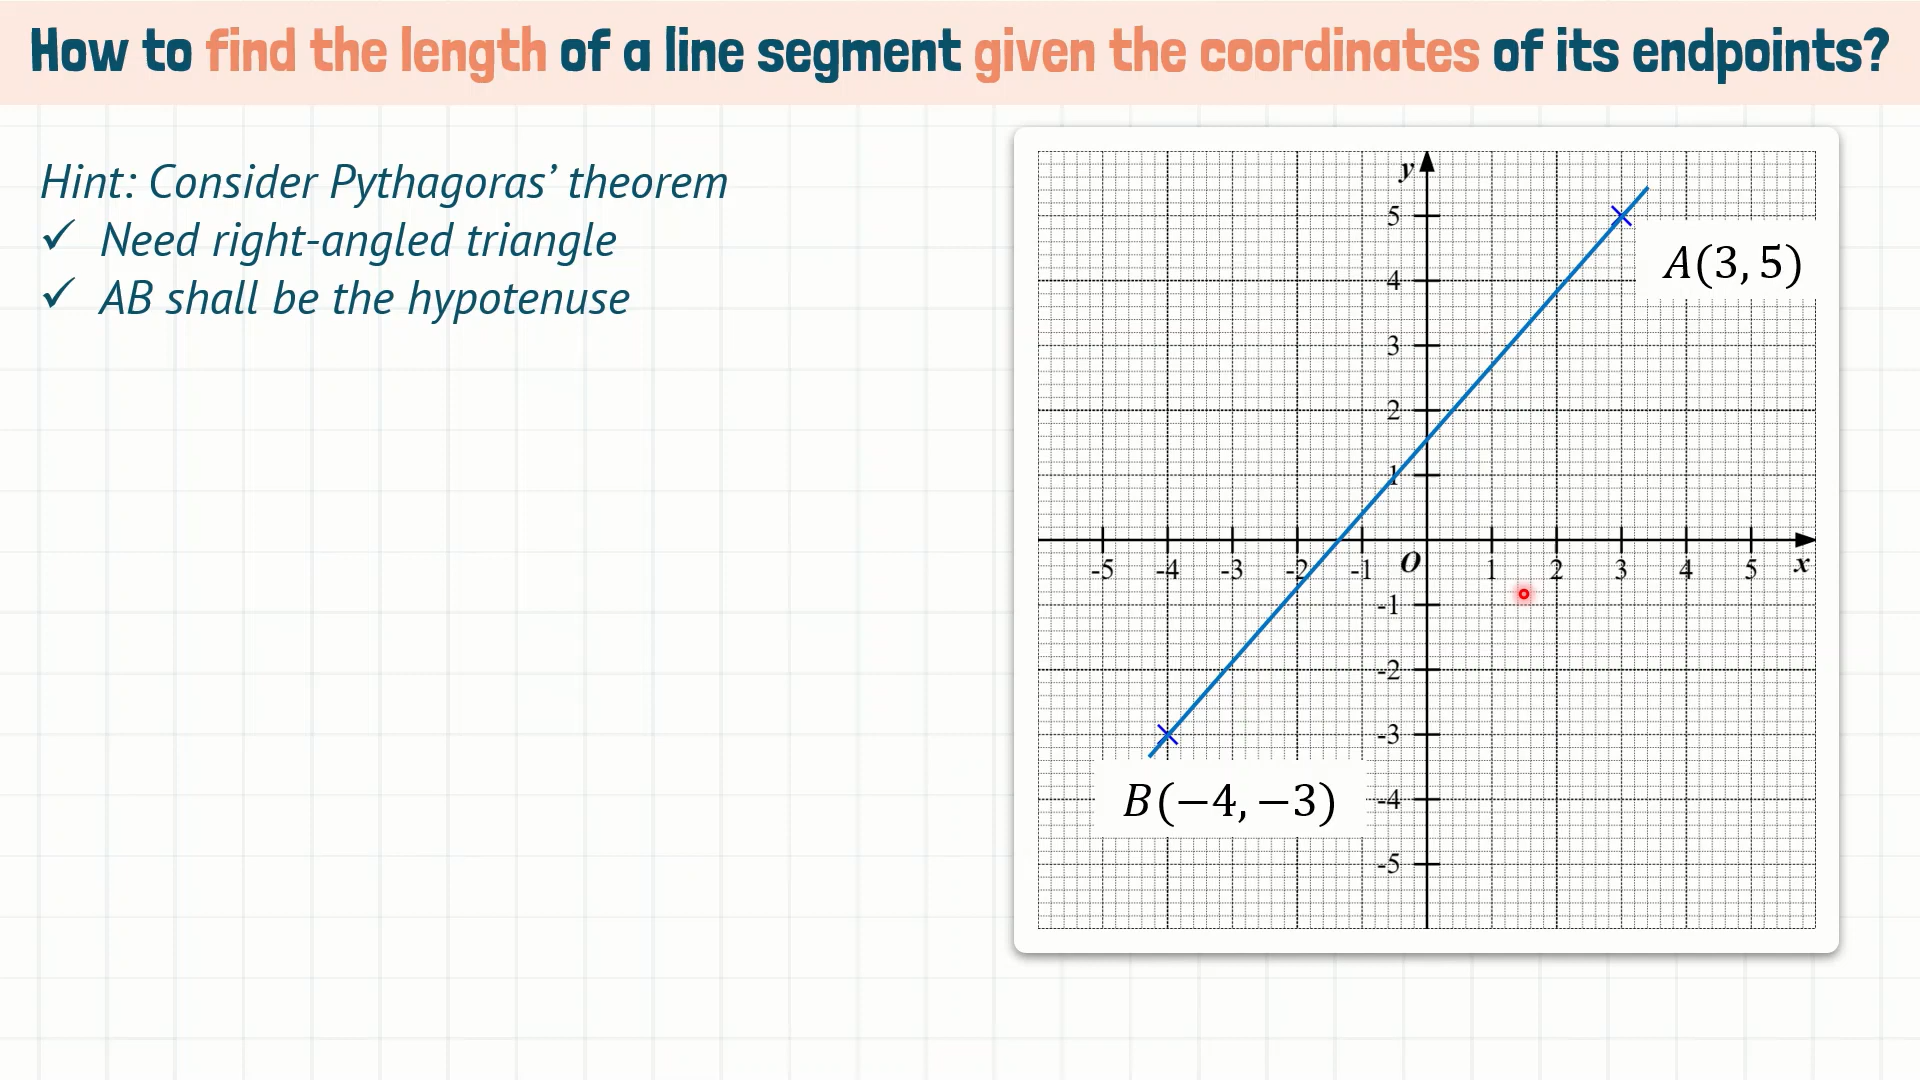 How to find the length of a line segment given the coordinates of its endpoints?
Hint: Consider Pythagoras’ theorem
✓ Need right-angled triangle
✓ AB shall be the hypotenuse
y
5
A(3, 5)
4
3
2
1
-5 -4 -3 -2 -1 O 1 2 3 4 5 x
-1
-2
-3
B(−4, −3)
-4
-5